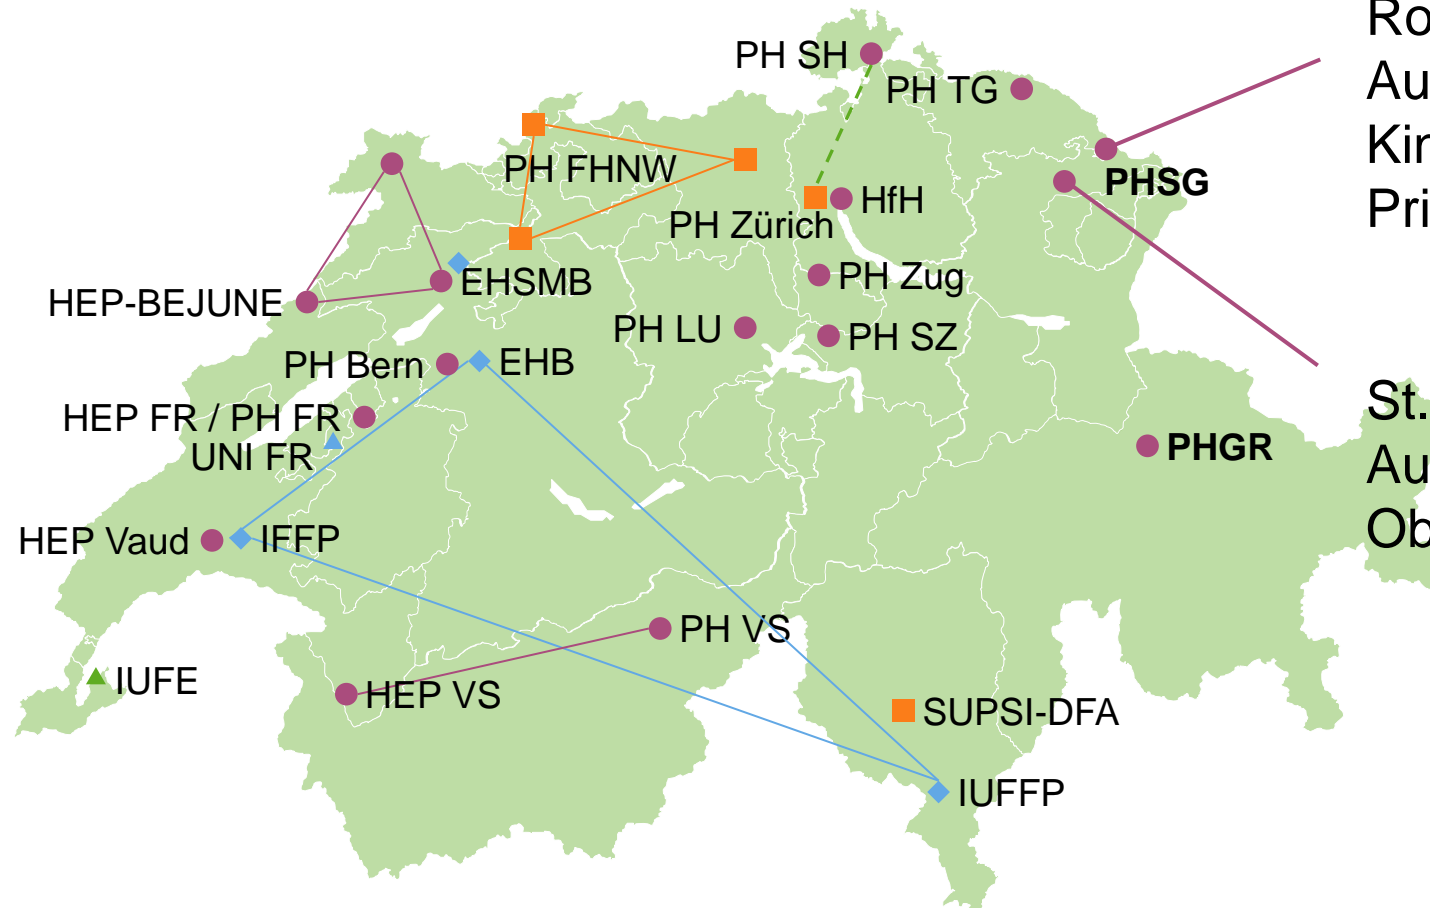 PH SH
PH TG
PH FHNW
PHSG
HfH
PH Zürich
PH Zug
EHSMB
HEP-BEJUNE
PH LU
PH SZ
PH Bern
EHB
HEP FR / PH FR
UNI FR
PHGR
HEP Vaud
IFFP
PH VS
IUFE
HEP VS
SUPSI-DFA
IUFFP
Ro
Au
Kin
Pri
St.
Au
Ob